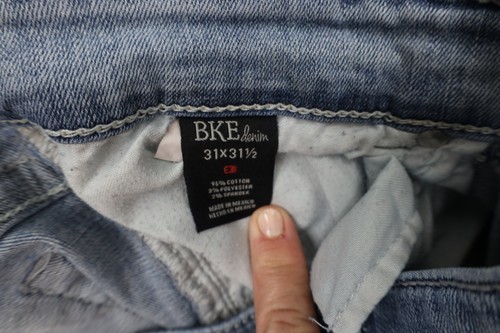 BKE denim
31X31½
95% COTTON
3% POLYESTER
2% SPANDEX
MADE IN MEXICO
HECHO EN MEXICO